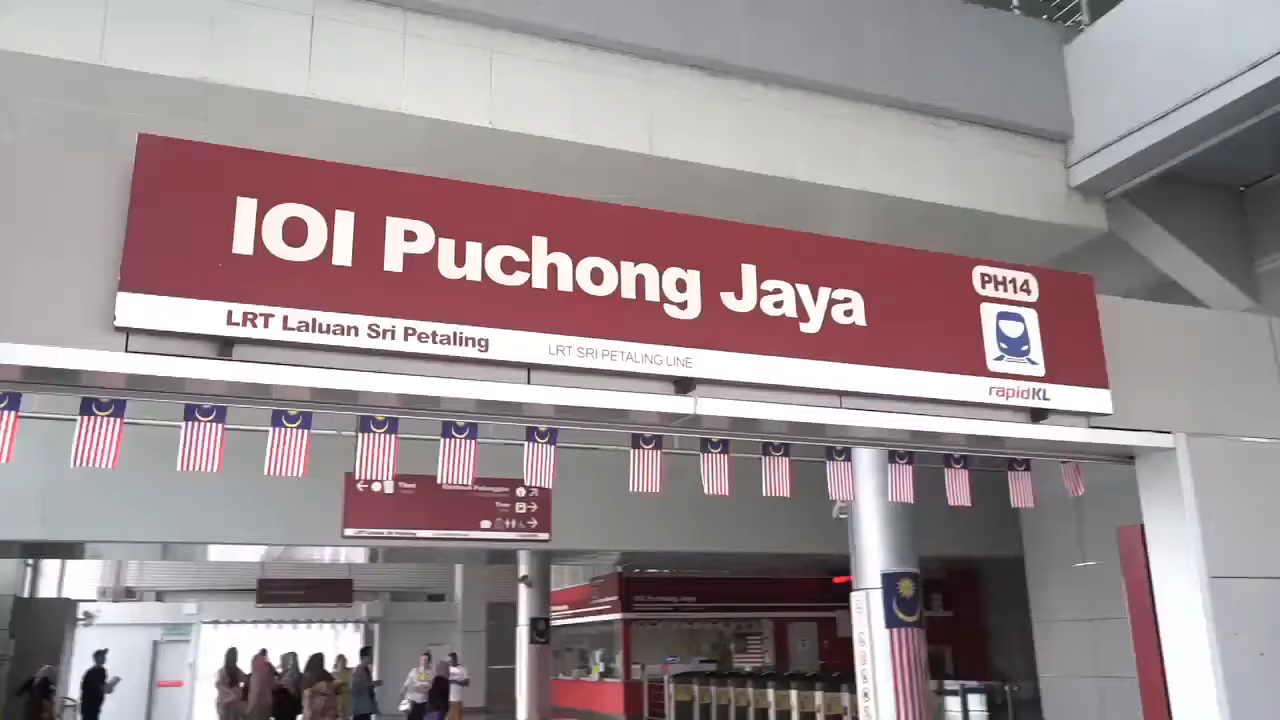 IOI Puchong Jaya
PH14
LRT Laluan Sri Petaling
LRT SRI PETALING LINE
rapidKL
IOI Puchong Jaya